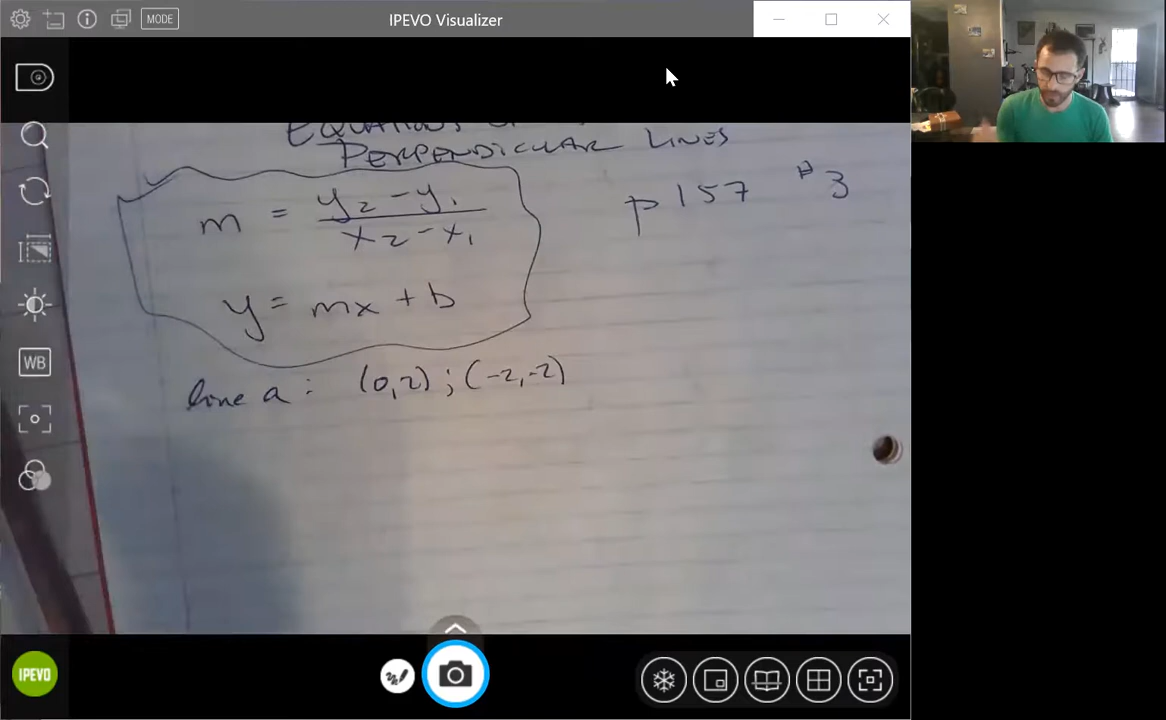 IPEVO Visualizer
MODE
EQUATIONS
PERPENDICULAR LINES
p 157 #3
m = y₂ - y₁ / x₂ - x₁
y = mx + b
line a : (0,2) ; (-2,-2)
WB
IPEVO